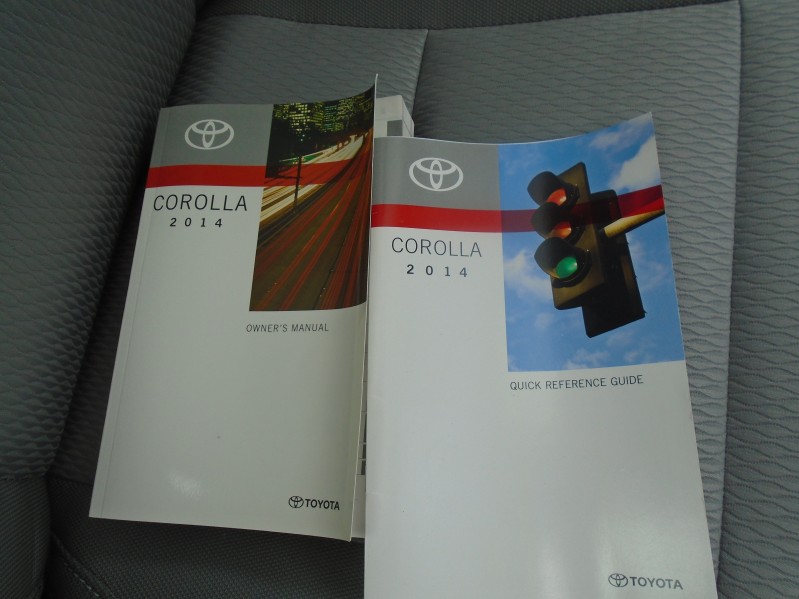 COROLLA
2014
OWNER'S MANUAL
TOYOTA
COROLLA
2014
QUICK REFERENCE GUIDE
TOYOTA